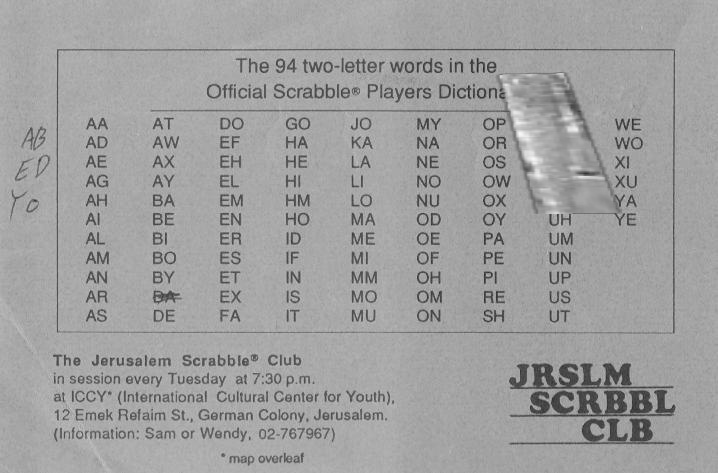 The 94 two-letter words in the
Official Scrabble® Players
AA AT DO GO JO MY OP WE
AB
AD AW EF HA KA NA OR WO
ED
AE AX EH HE LA NE OS XI
AG AY EL HI LI NO OW XU
YO
AH BA EM HM LO NU OX YA
AI BE EN HO MA OD OY UH YE
AL BI ER ID ME OE PA UM
AM BO ES IF MI OF PE UN
AN BY ET IN MM OH PI UP
AR DA EX IS MO OM RE US
AS DE FA IT MU ON SH UT
The Jerusalem Scrabble® Club
in session every Tuesday at 7:30 p.m.
at ICCY* (International Cultural Center for Youth),
12 Emek Refaim St., German Colony, Jerusalem.
(Information: Sam or Wendy, 02-767967)
* map overleaf
JRSLM
SCRBBL
CLB